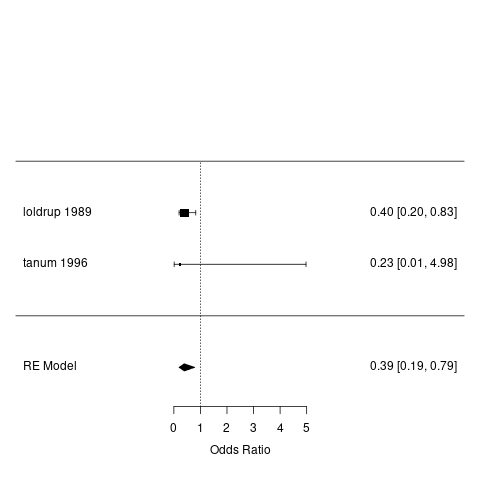 loldrup 1989 0.40 [0.20, 0.83]
tanum 1996 0.23 [0.01, 4.98]
RE Model 0.39 [0.19, 0.79]
0 1 2 3 4 5
Odds Ratio